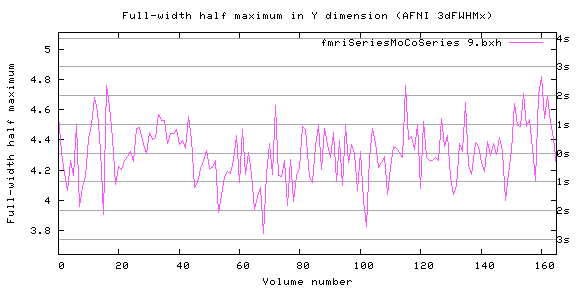 Full-width half maximum in Y dimension (AFNI 3dFWHMx)
fmriSeriesMoCoSeries 9.bxh
Full-width half maximum
5
4.8
4.6
4.4
4.2
4
3.8
4s
3s
2s
1s
0s
1s
2s
3s
0 20 40 60 80 100 120 140 160
Volume number